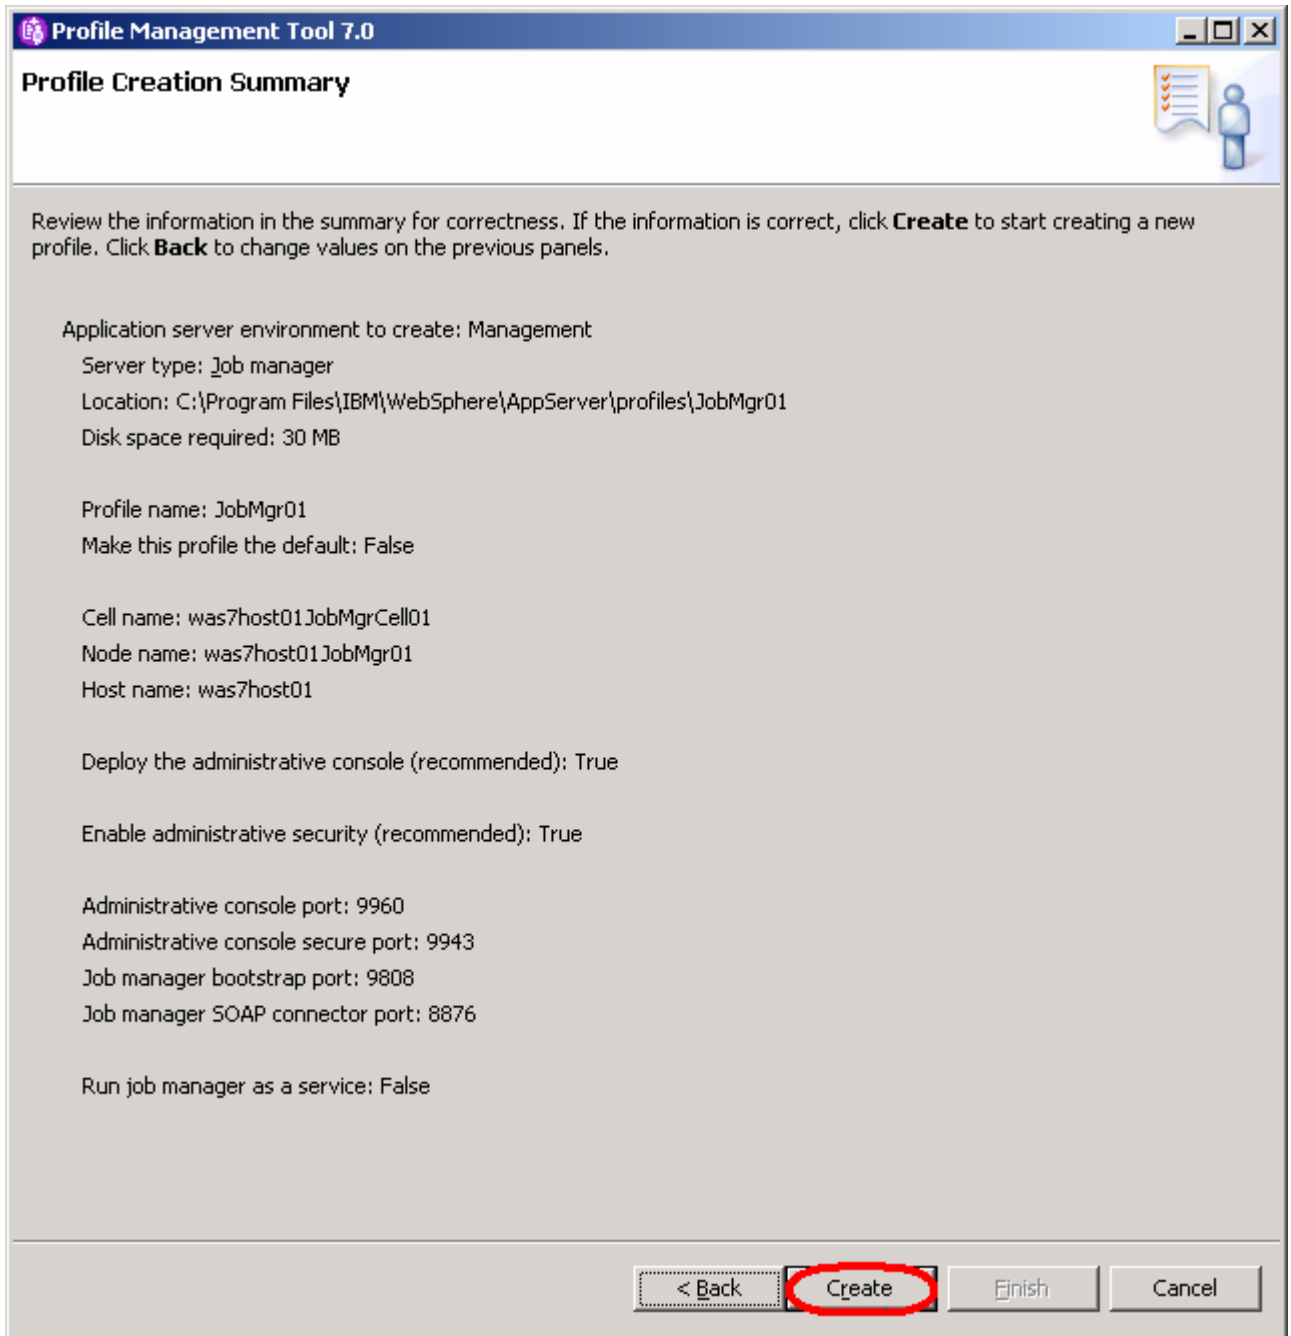 Profile Management Tool 7.0
Profile Creation Summary
Review the information in the summary for correctness. If the information is correct, click Create to start creating a new
profile. Click Back to change values on the previous panels.
Application server environment to create: Management
Server type: Job manager
Location: C:\Program Files\IBM\WebSphere\AppServer\profiles\JobMgr01
Disk space required: 30 MB
Profile name: JobMgr01
Make this profile the default: False
Cell name: was7host01JobMgrCell01
Node name: was7host01JobMgr01
Host name: was7host01
Deploy the administrative console (recommended): True
Enable administrative security (recommended): True
Administrative console port: 9960
Administrative console secure port: 9943
Job manager bootstrap port: 9808
Job manager SOAP connector port: 8876
Run job manager as a service: False
< Back Create Finish Cancel